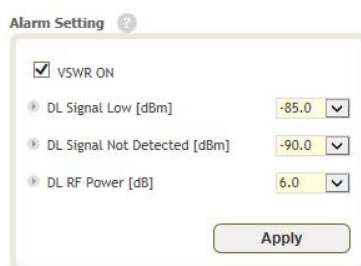 Alarm Setting ?
VSWR ON
DL Signal Low [dBm] -85.0
DL Signal Not Detected [dBm] -90.0
DL RF Power [dB] 6.0
Apply